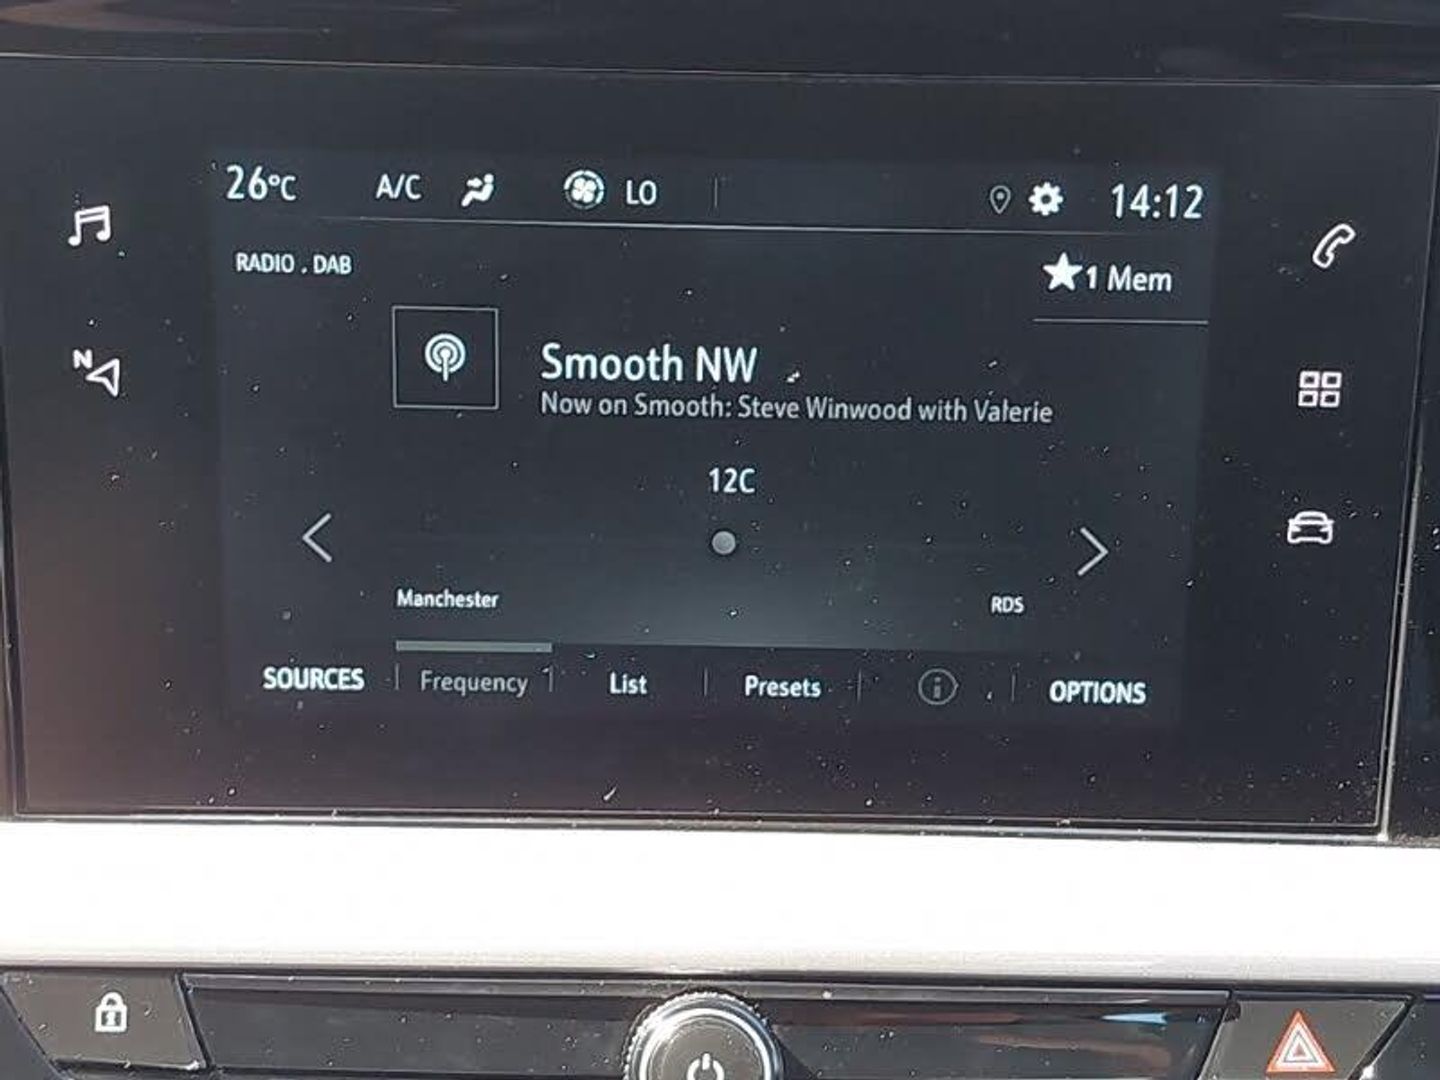 26°C A/C LO 14:12
RADIO . DAB
★1 Mem
Smooth NW
Now on Smooth: Steve Winwood with Valerie
12C
N
Manchester RDS
SOURCES Frequency List Presets OPTIONS